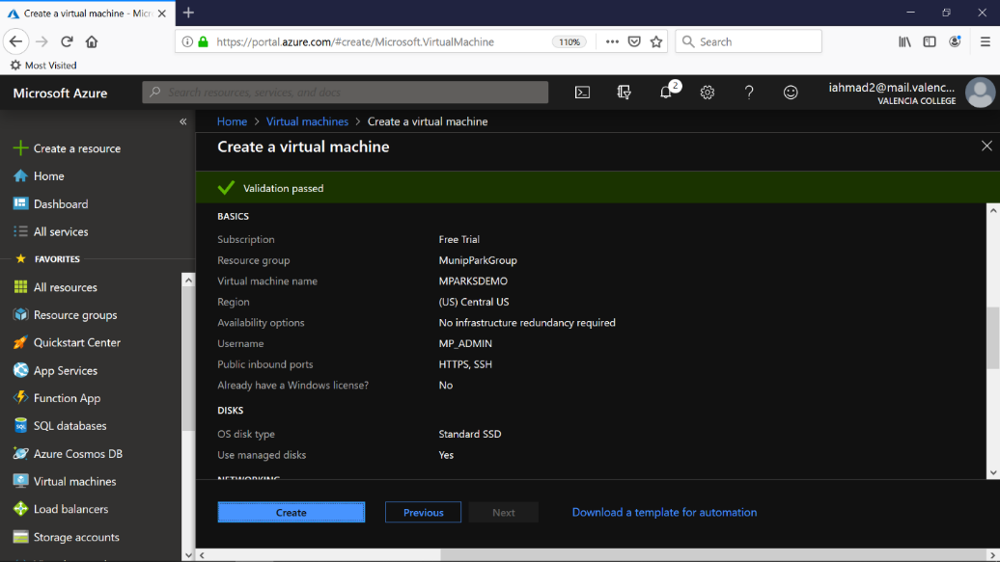 Create a virtual machine - Micr
https://portal.azure.com/#create/Microsoft.VirtualMachine
110%
Search
Most Visited
Microsoft Azure
Search resources, services, and docs
2
iahmad2@mail.valenc...
VALENCIA COLLEGE
Create a resource
Home
Dashboard
All services
FAVORITES
All resources
Resource groups
Quickstart Center
App Services
Function App
SQL databases
Azure Cosmos DB
Virtual machines
Load balancers
Storage accounts
Home > Virtual machines > Create a virtual machine
Create a virtual machine
Validation passed
BASICS
Subscription Free Trial
Resource group MunipParkGroup
Virtual machine name MPARKSDEMO
Region (US) Central US
Availability options No infrastructure redundancy required
Username MP_ADMIN
Public inbound ports HTTPS, SSH
Already have a Windows license? No
DISKS
OS disk type Standard SSD
Use managed disks Yes
NETWORKING
Create Previous Next Download a template for automation